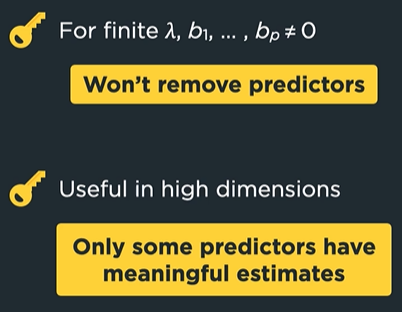 For finite λ, b₁, ... , bₚ ≠ 0
Won’t remove predictors
Useful in high dimensions
Only some predictors have
meaningful estimates